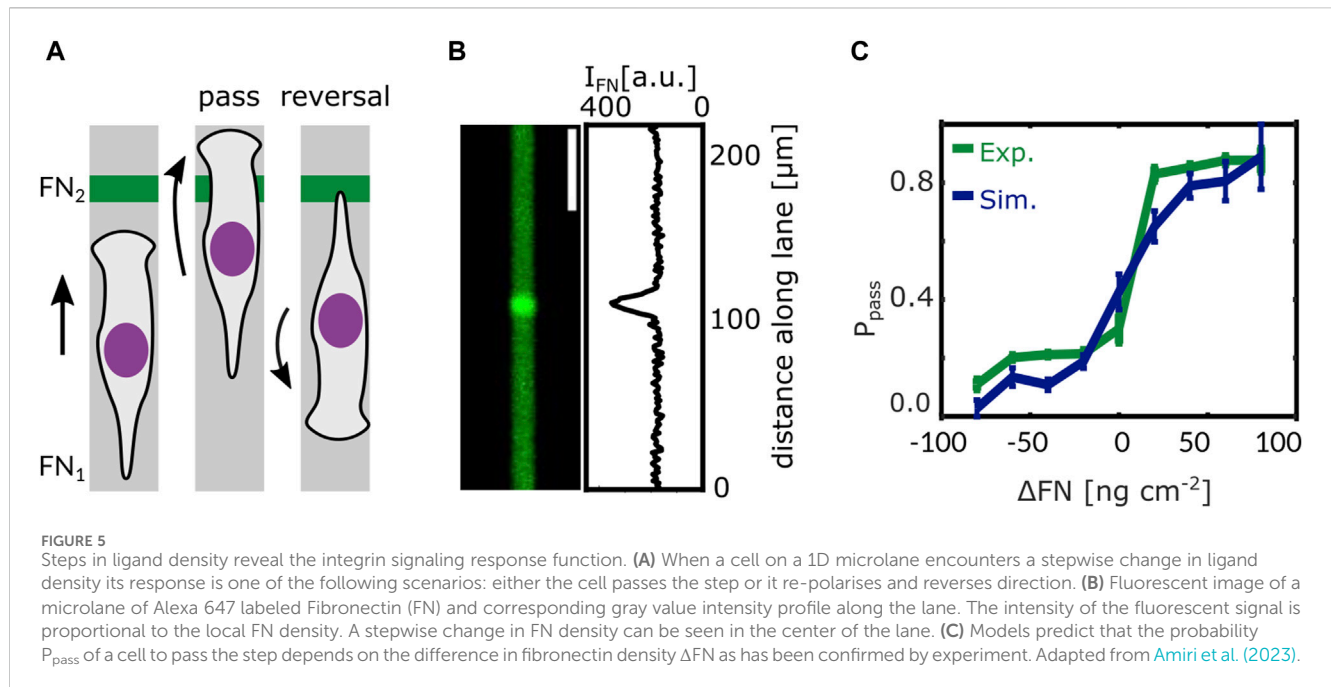 A
pass
reversal
FN2
FN1
B
IFN[a.u.]
400
0
200
100
0
distance along lane [µm]
C
Exp.
Sim.
0.8
0.4
0.0
Ppass
-100
-50
0
50
100
ΔFN [ng cm-2]
FIGURE 5
Steps in ligand density reveal the integrin signaling response function. (A) When a cell on a 1D microlane encounters a stepwise change in ligand
density its response is one of the following scenarios: either the cell passes the step or it re-polarises and reverses direction. (B) Fluorescent image of a
microlane of Alexa 647 labeled Fibronectin (FN) and corresponding gray value intensity profile along the lane. The intensity of the fluorescent signal is
proportional to the local FN density. A stepwise change in FN density can be seen in the center of the lane. (C) Models predict that the probability
Ppass of a cell to pass the step depends on the difference in fibronectin density ΔFN as has been confirmed by experiment. Adapted from Amiri et al. (2023).